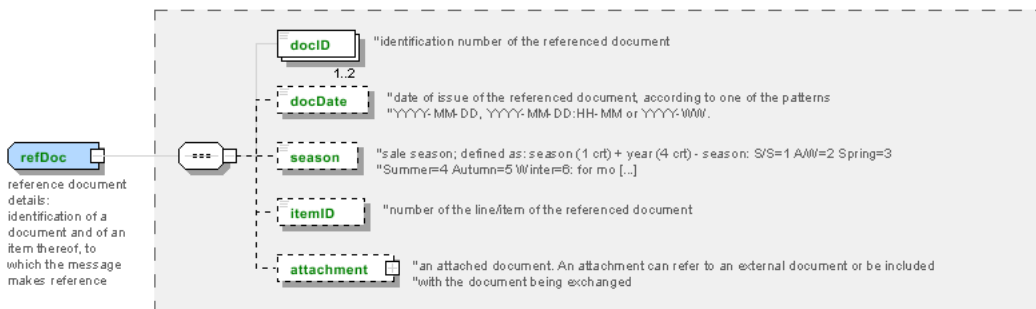 docID
"identification number of the referenced document
1..2
docDate
"date of issue of the referenced document, according to one of the patterns
"YYYY-MM-DD, YYYY-MM-DD:HH-MM or YYYY-WW.
refDoc
reference document
details:
identification of a
document and of an
item thereof, to
which the message
makes reference
season
"sale season; defined as: season (1 crt) + year (4 crt) - season: S/S=1 A/W=2 Spring=3
"Summer=4 Autumn=5 Winter=6: for mo [...]
itemID
"number of the line/item of the referenced document
attachment
"an attached document. An attachment can refer to an external document or be included
"with the document being exchanged